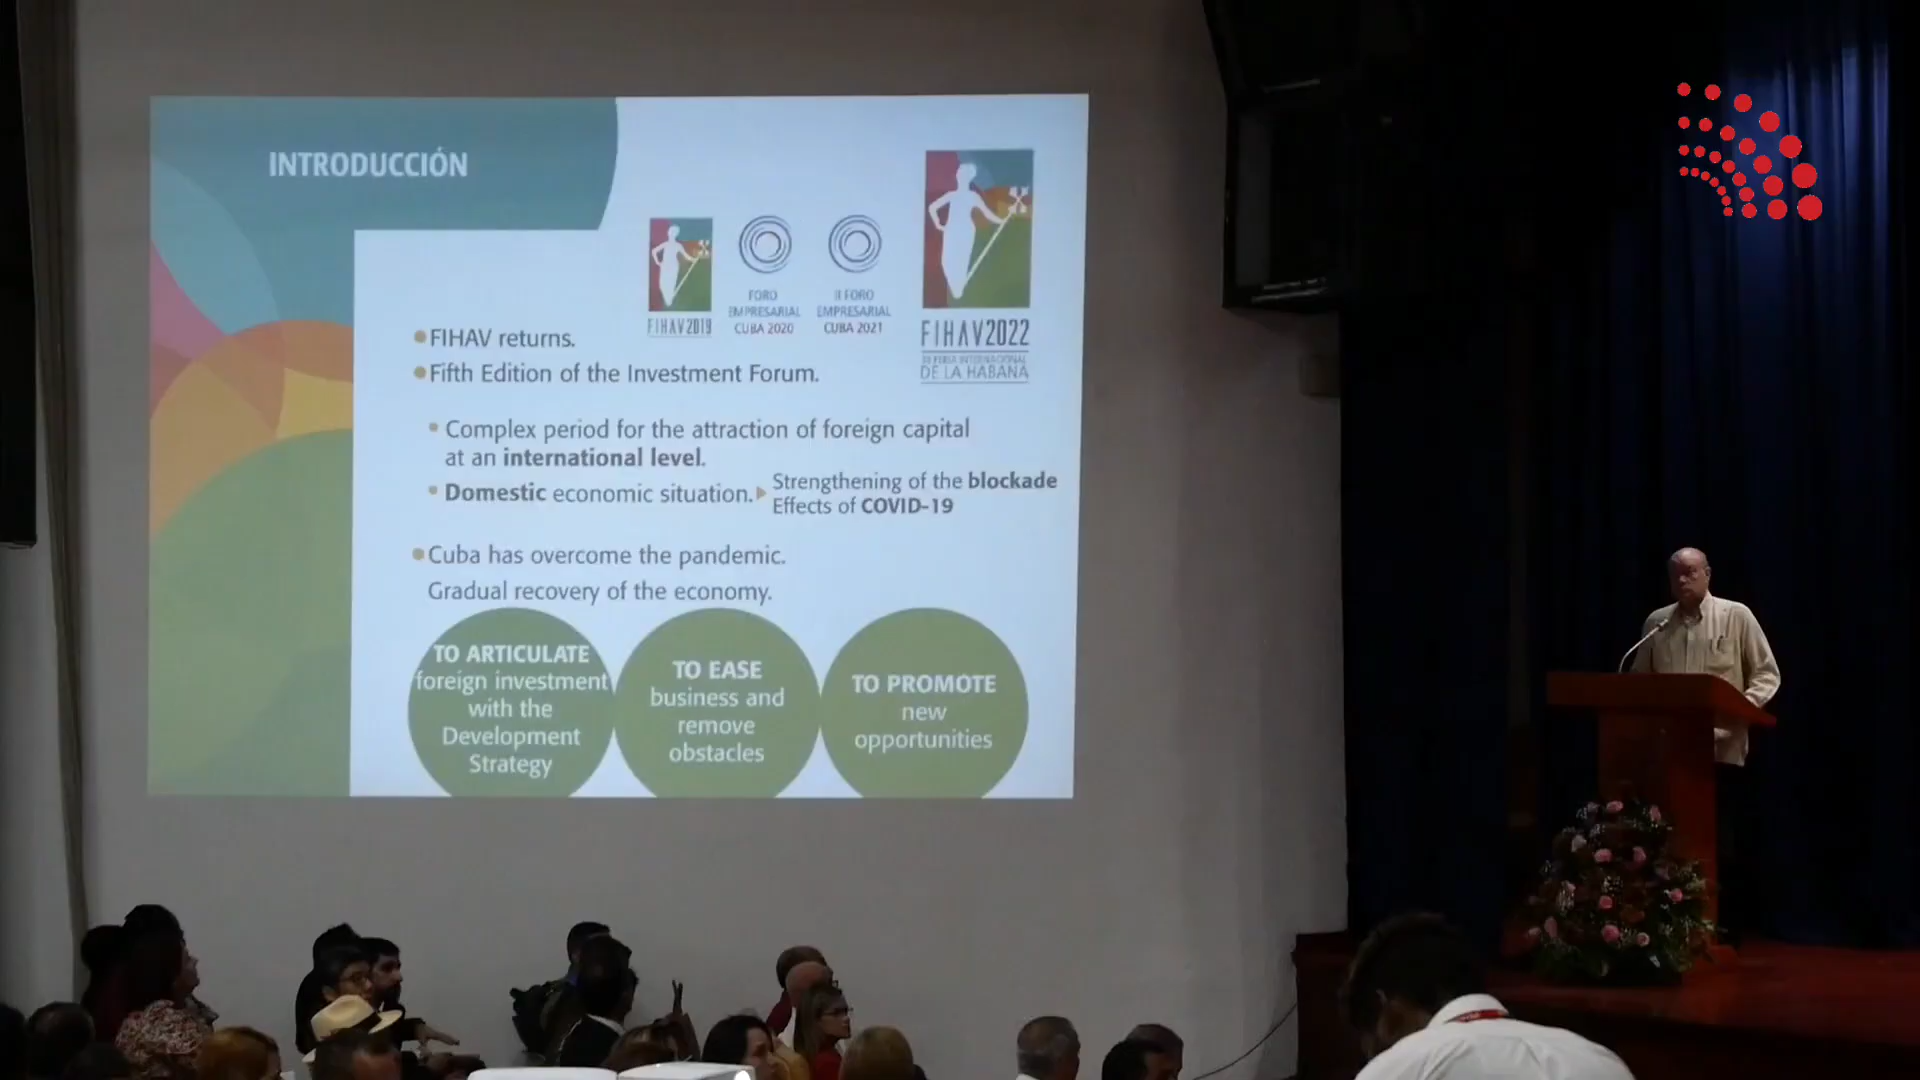 INTRODUCCIÓN
FIHAV2019
FORO
EMPRESARIAL
CUBA 2020
II FORO
EMPRESARIAL
CUBA 2021
FIHAV2022
FERIA INTERNACIONAL
DE LA HABANA
FIHAV returns.
Fifth Edition of the Investment Forum.
Complex period for the attraction of foreign capital
at an international level.
Domestic economic situation.
Strengthening of the blockade
Effects of COVID-19
Cuba has overcome the pandemic.
Gradual recovery of the economy.
TO ARTICULATE
foreign investment
with the
Development
Strategy
TO EASE
business and
remove
obstacles
TO PROMOTE
new
opportunities